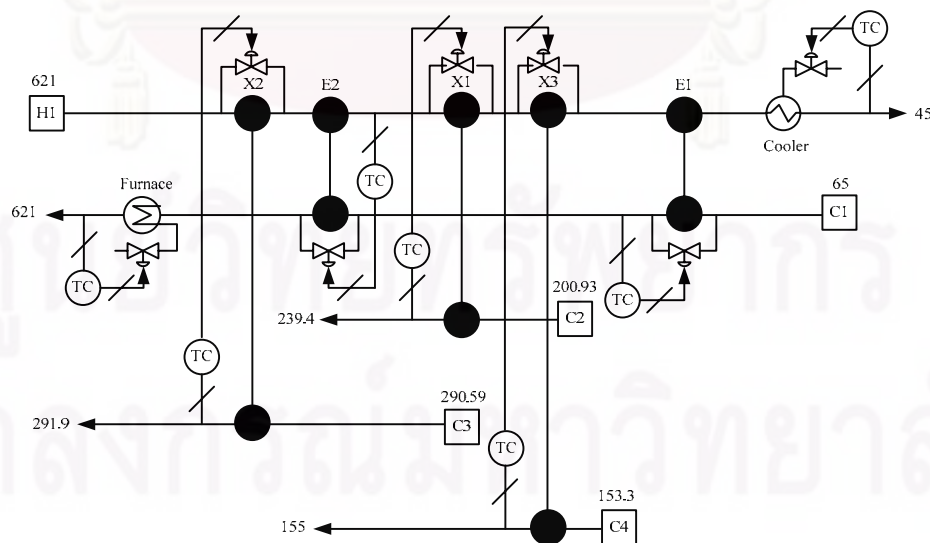 TC
621
X2
E2
X1
X3
E1
H1
45
Cooler
TC
Furnace
65
621
C1
TC
TC
200.93
TC
239.4
C2
TC
290.59
291.9
C3
TC
153.3
155
C4